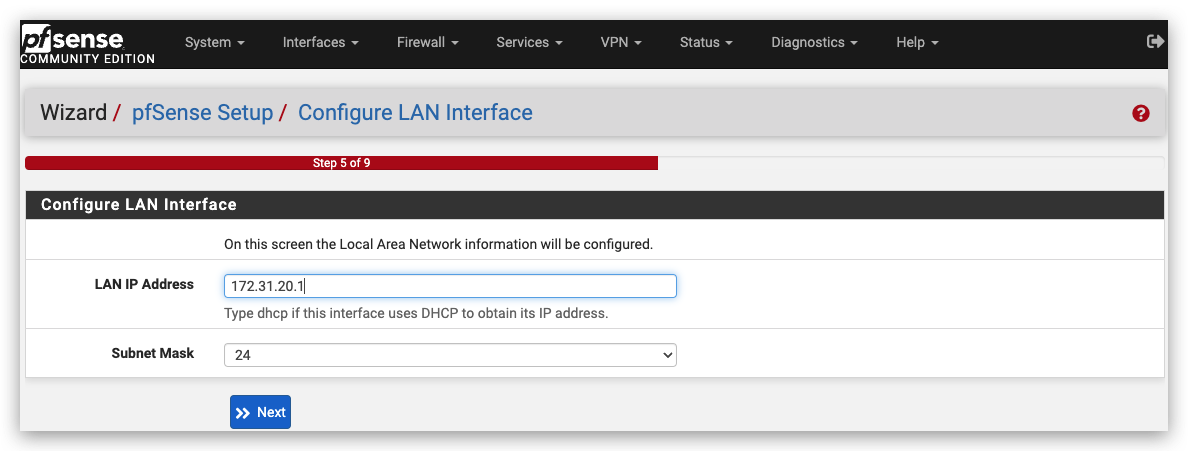 pfsense
COMMUNITY EDITION
System Interfaces Firewall Services VPN Status Diagnostics Help
Wizard / pfSense Setup / Configure LAN Interface
Step 5 of 9
Configure LAN Interface
On this screen the Local Area Network information will be configured.
LAN IP Address 172.31.20.1
Type dhcp if this interface uses DHCP to obtain its IP address.
Subnet Mask 24
Next